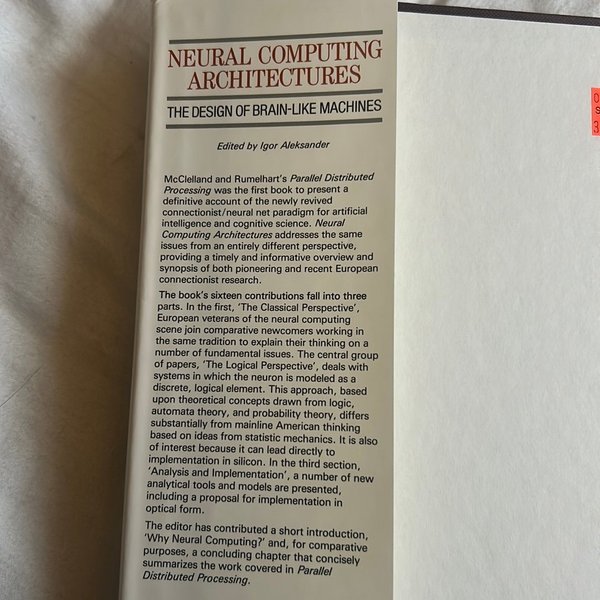 NEURAL COMPUTING
ARCHITECTURES
THE DESIGN OF BRAIN-LIKE MACHINES
Edited by Igor Aleksander
McClelland and Rumelhart's Parallel Distributed
Processing was the first book to present a
definitive account of the newly revived
connectionist/neural net paradigm for artificial
intelligence and cognitive science. Neural
Computing Architectures addresses the same
issues from an entirely different perspective,
providing a timely and informative overview and
synopsis of both pioneering and recent European
connectionist research.
The book's sixteen contributions fall into three
parts. In the first, 'The Classical Perspective',
European veterans of the neural computing
scene join comparative newcomers working in
the same tradition to explain their thinking on a
number of fundamental issues. The central group
of papers, 'The Logical Perspective', deals with
systems in which the neuron is modeled as a
discrete, logical element. This approach, based
upon theoretical concepts drawn from logic,
automata theory, and probability theory, differs
substantially from mainline American thinking
based on ideas from statistic mechanics. It is also
of interest because it can lead directly to
implementation in silicon. In the third section,
'Analysis and Implementation', a number of new
analytical tools and models are presented,
including a proposal for implementation in
optical form.
The editor has contributed a short introduction,
'Why Neural Computing?' and, for comparative
purposes, a concluding chapter that concisely
summarizes the work covered in Parallel
Distributed Processing.
0
S
3